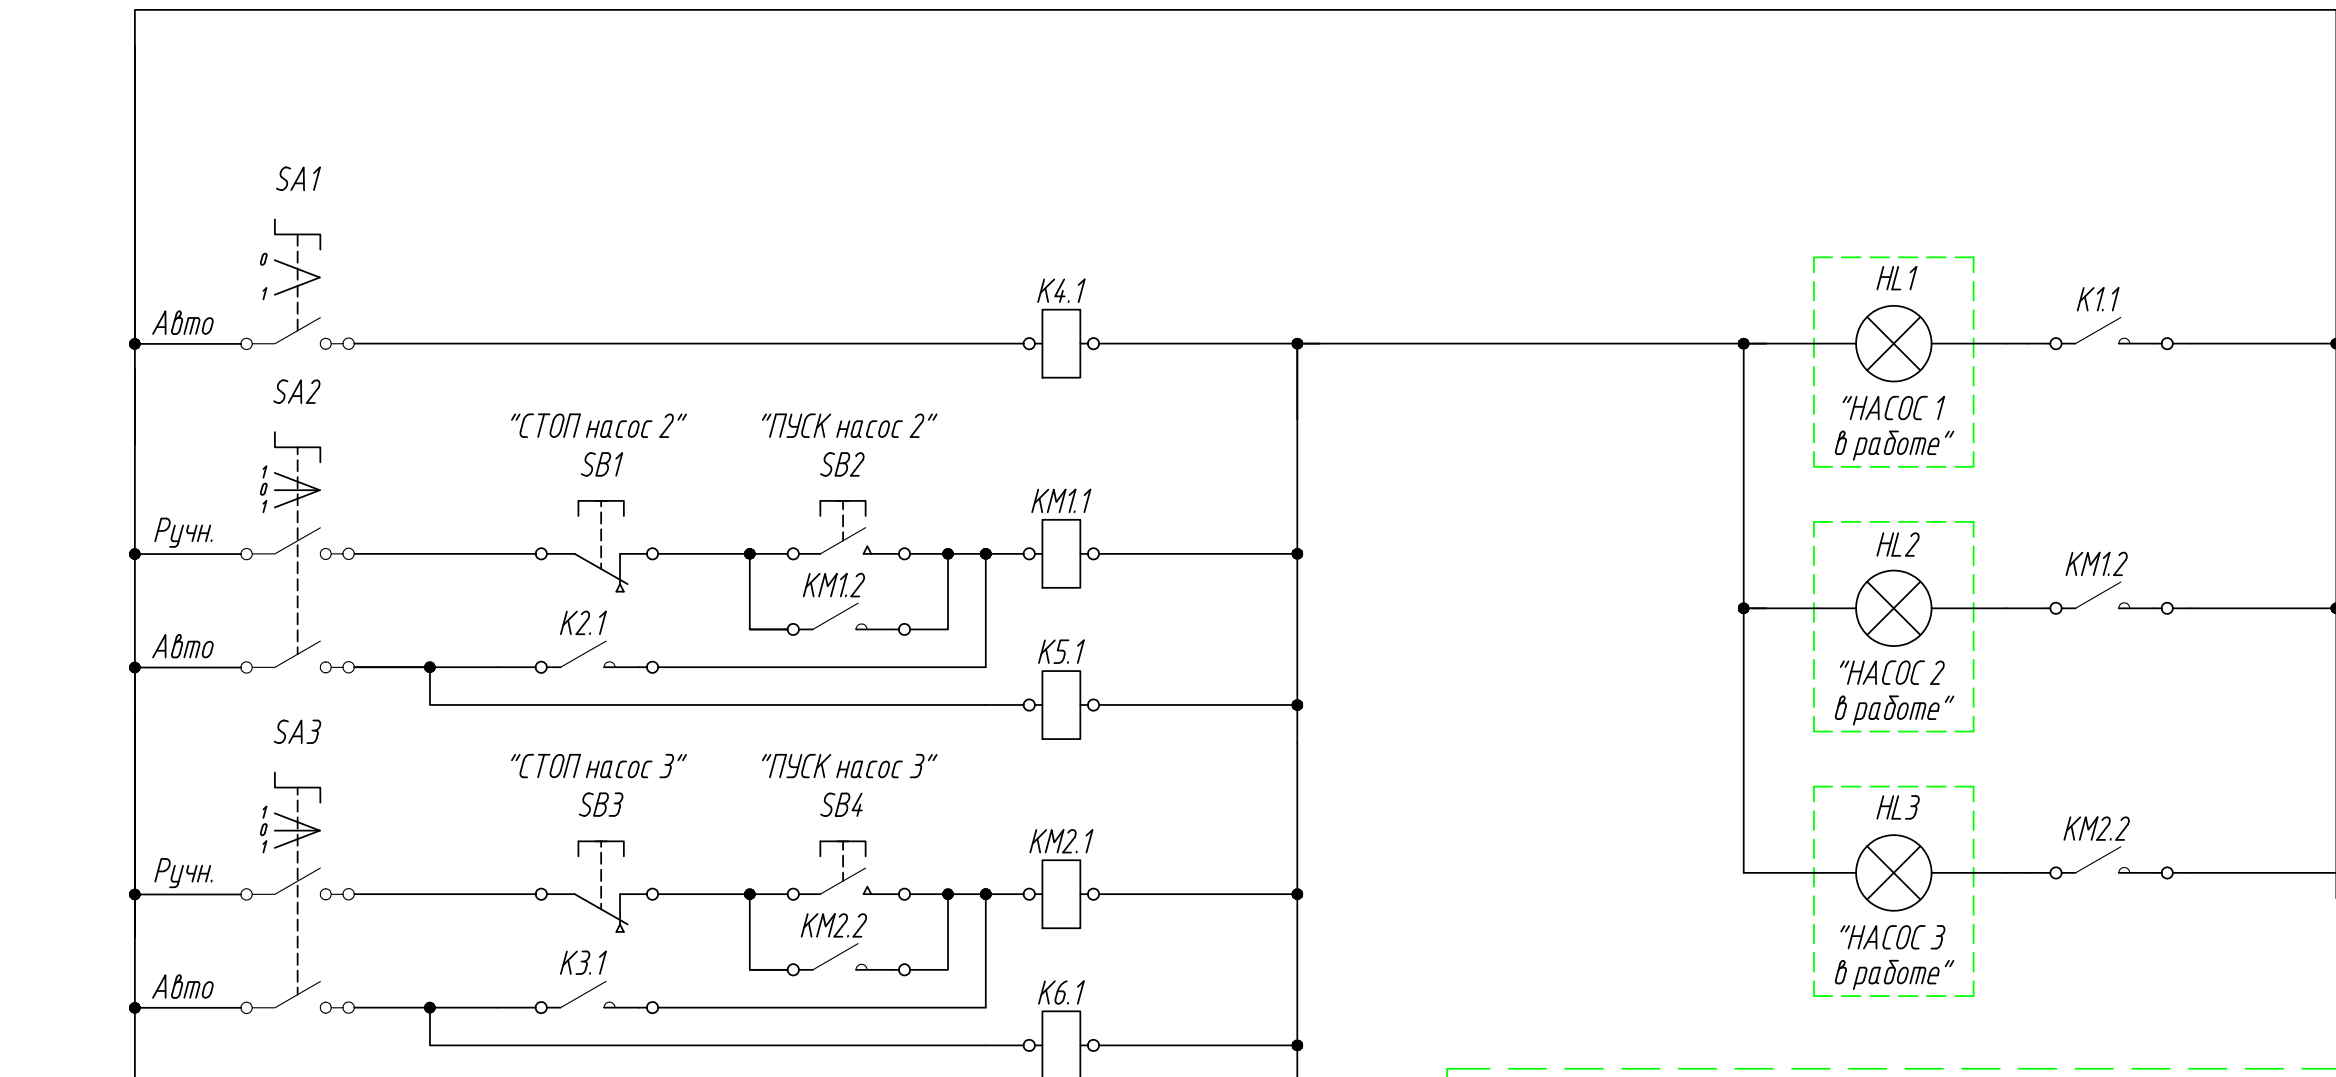 SA1
0
1
Авто
K4.1
HL1
K1.1
"НАСОС 1
в работе"
SA2
1
0
1
Ручн.
"СТОП насос 2"
SB1
"ПУСК насос 2"
SB2
KM1.1
KM1.2
HL2
KM1.2
"НАСОС 2
в работе"
Авто
K2.1
K5.1
SA3
1
0
1
Ручн.
"СТОП насос 3"
SB3
"ПУСК насос 3"
SB4
KM2.1
KM2.2
HL3
KM2.2
"НАСОС 3
в работе"
Авто
K3.1
K6.1